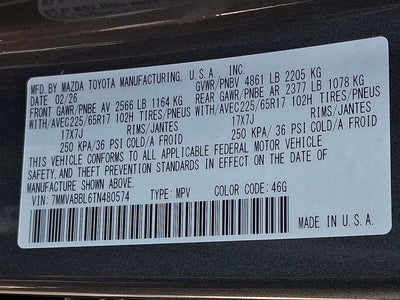 MFD. BY MAZDA TOYOTA MANUFACTURING, U.S.A., INC.
DATE 02/26 GVWR/PNBV 4861 LB 2205 KG
FRONT GAWR/PNBE AV 2566 LB 1164 KG REAR GAWR/PNBE AR 2377 LB 1078 KG
WITH/AVEC225/65R17 102H TIRES/PNEUS WITH/AVEC225/65R17 102H TIRES/PNEUS
17X7J RIMS/JANTES 17X7J RIMS/JANTES
250 KPA/36 PSI COLD/A FROID 250 KPA/36 PSI COLD/A FROID
THIS VEHICLE CONFORMS TO ALL APPLICABLE FEDERAL MOTOR VEHICLE
SAFETY, AND THEFT PREVENTION STANDARDS IN EFFECT ON THE DATE OF
MANUFACTURE SHOWN ABOVE.
VIN: 7MMVABBL6TN480574 TYPE: MPV COLOR CODE: 46G
MADE IN U.S.A.